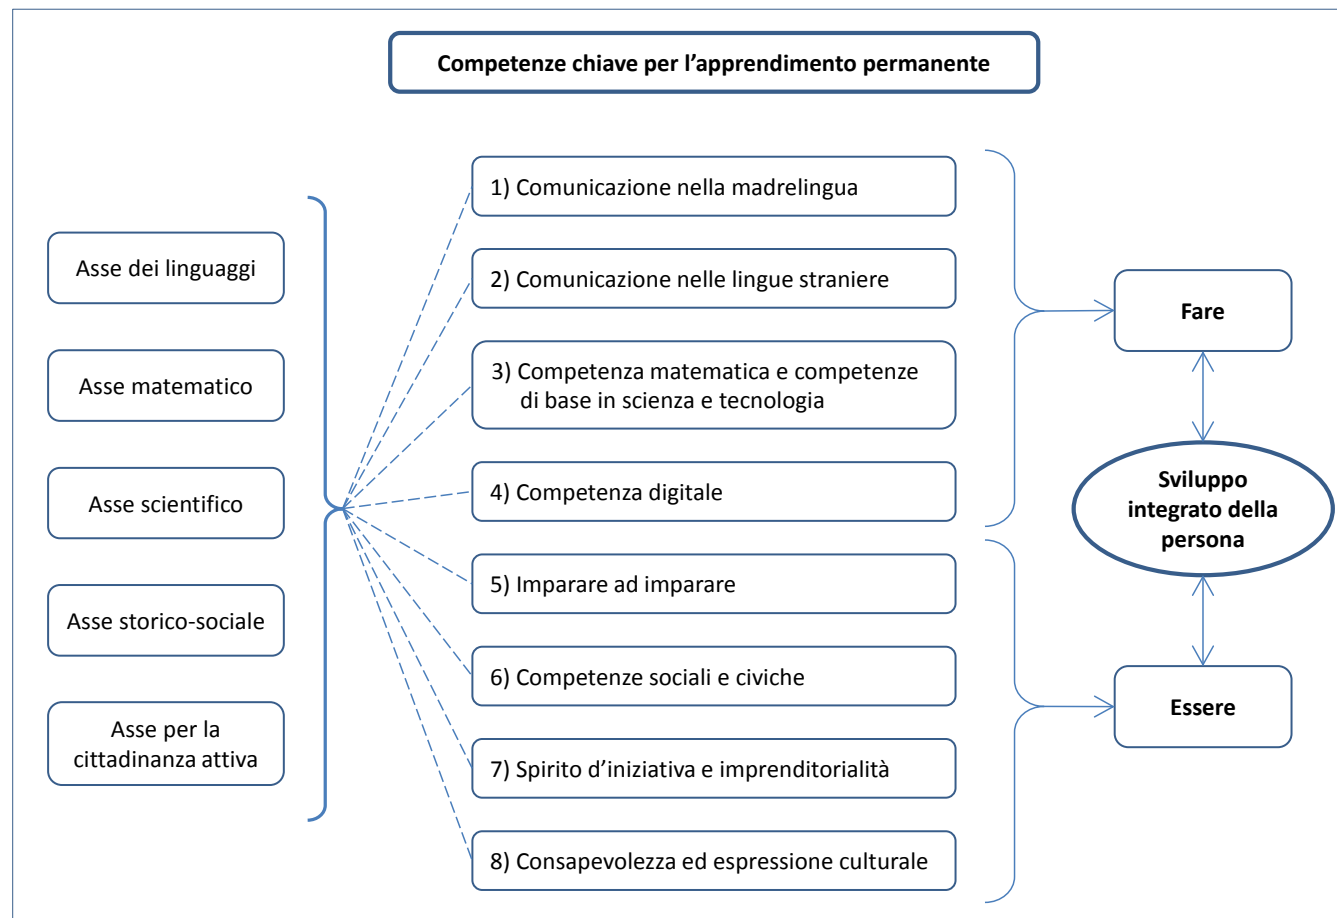 Competenze chiave per l’apprendimento permanente
Asse dei linguaggi
Asse matematico
Asse scientifico
Asse storico-sociale
Asse per la
cittadinanza attiva
1) Comunicazione nella madrelingua
2) Comunicazione nelle lingue straniere
3) Competenza matematica e competenze
di base in scienza e tecnologia
4) Competenza digitale
5) Imparare ad imparare
6) Competenze sociali e civiche
7) Spirito d’iniziativa e imprenditorialità
8) Consapevolezza ed espressione culturale
Fare
Sviluppo
integrato della
persona
Essere